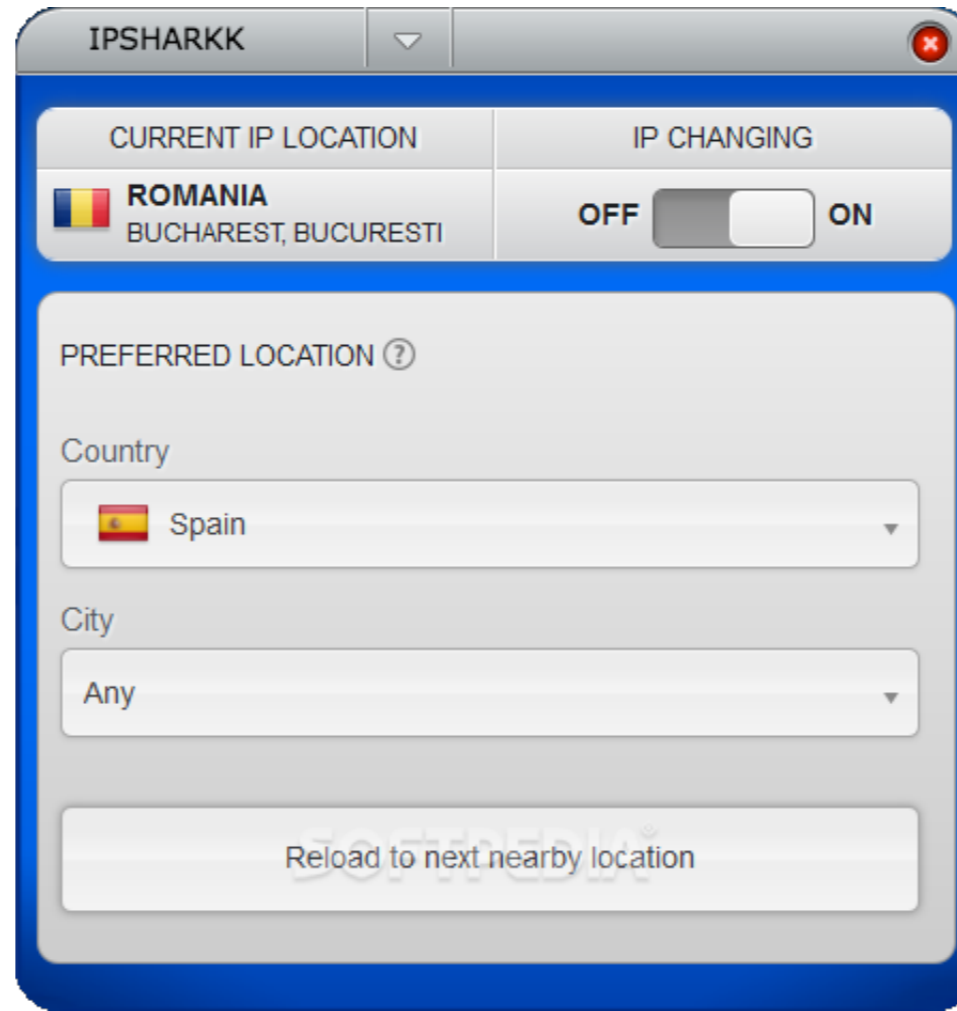 IPSHARKK
CURRENT IP LOCATION
IP CHANGING
ROMANIA
BUCHAREST, BUCURESTI
OFF
ON
PREFERRED LOCATION ?
Country
Spain
City
Any
Reload to next nearby location
SOFTPEDIA®